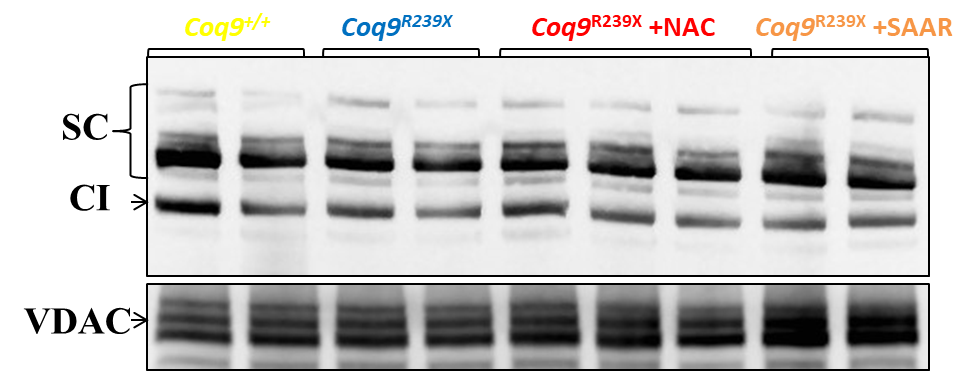 Coq9+/+ Coq9R239X Coq9R239X +NAC Coq9R239X +SAAR
SC
CI
VDAC